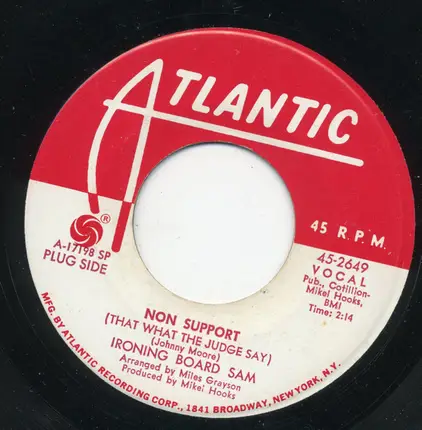 ATLANTIC
®
45 R.P.M.
A-17198 SP
PLUG SIDE
45-2649
VOCAL
Pub., Cotillion-
Mikel Hooks,
BMI
Time: 2:14
NON SUPPORT
(THAT WHAT THE JUDGE SAY)
(Johnny Moore)
IRONING BOARD SAM
Arranged by Miles Grayson
Produced by Mikel Hooks
MFG. BY ATLANTIC RECORDING CORP., 1841 BROADWAY, NEW YORK, N.Y.